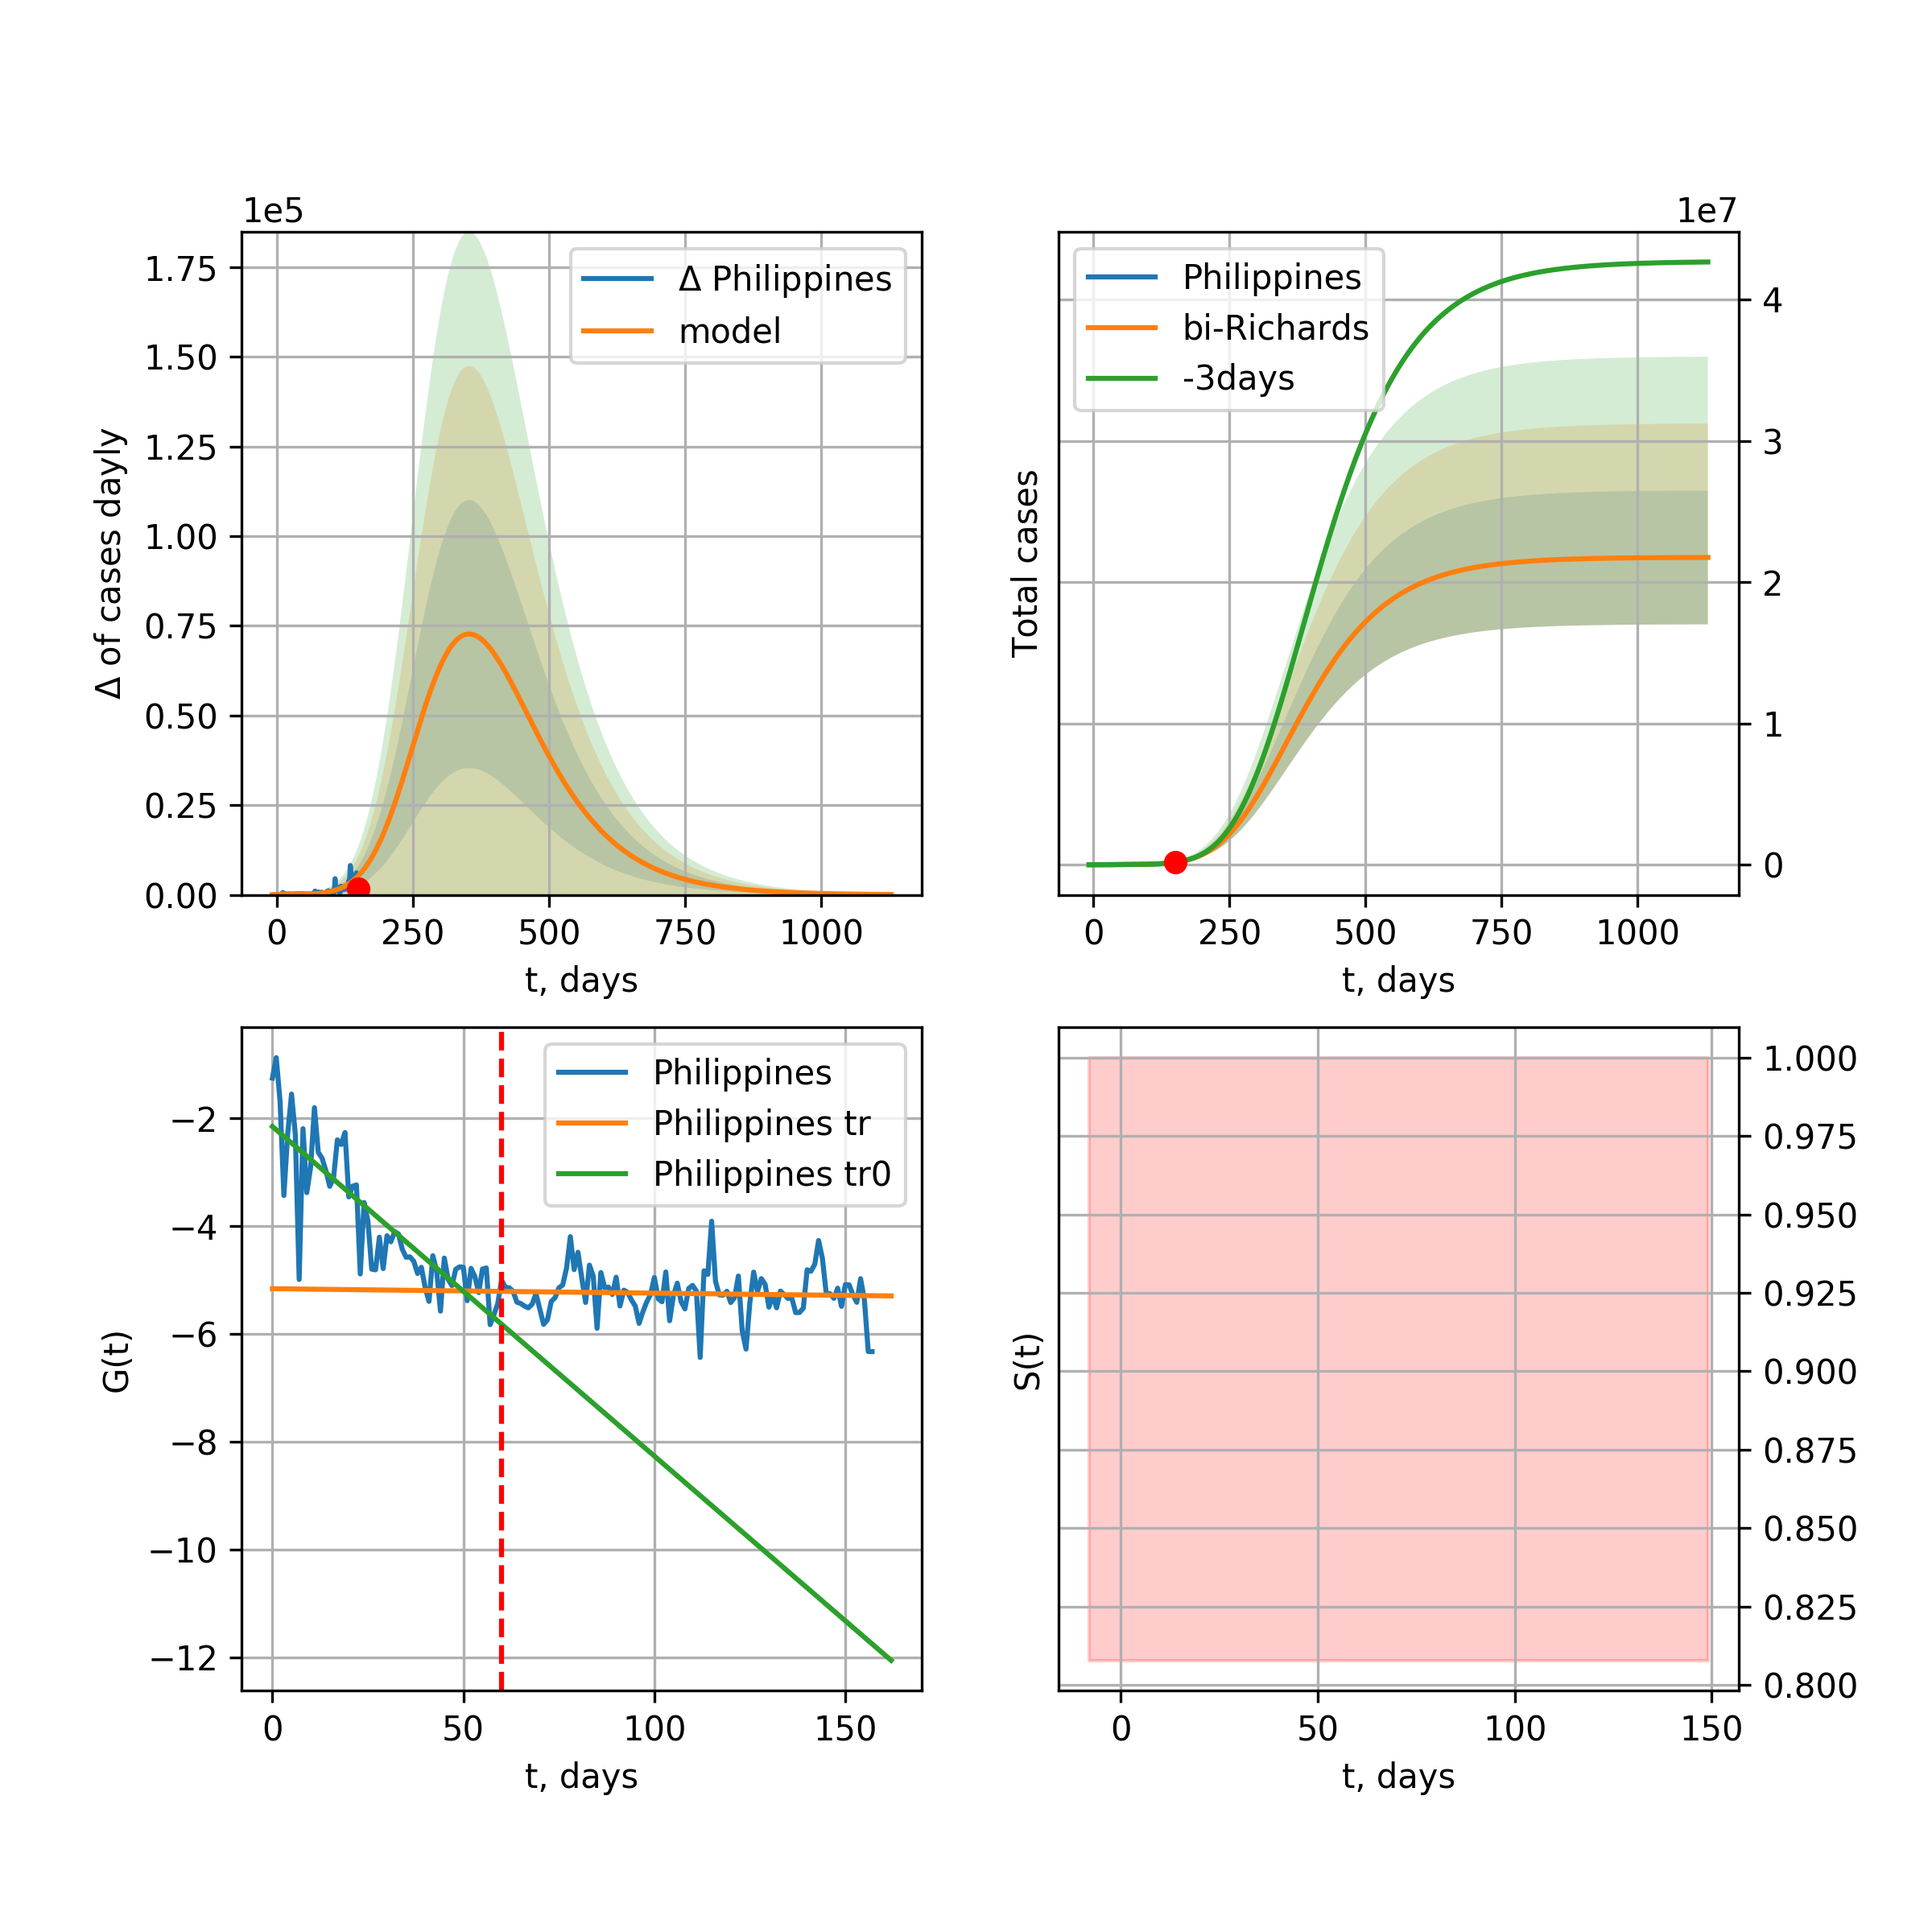 1e5
Δ of cases dayly
1.75
1.50
1.25
1.00
0.75
0.50
0.25
0.00
0 250 500 750 1000
t, days
Δ Philippines
model
1e7
Total cases
4
3
2
1
0
0 250 500 750 1000
t, days
Philippines
bi-Richards
-3days
G(t)
−2
−4
−6
−8
−10
−12
0 50 100 150
t, days
Philippines
Philippines tr
Philippines tr0
S(t)
1.000
0.975
0.950
0.925
0.900
0.875
0.850
0.825
0.800
0 50 100 150
t, days